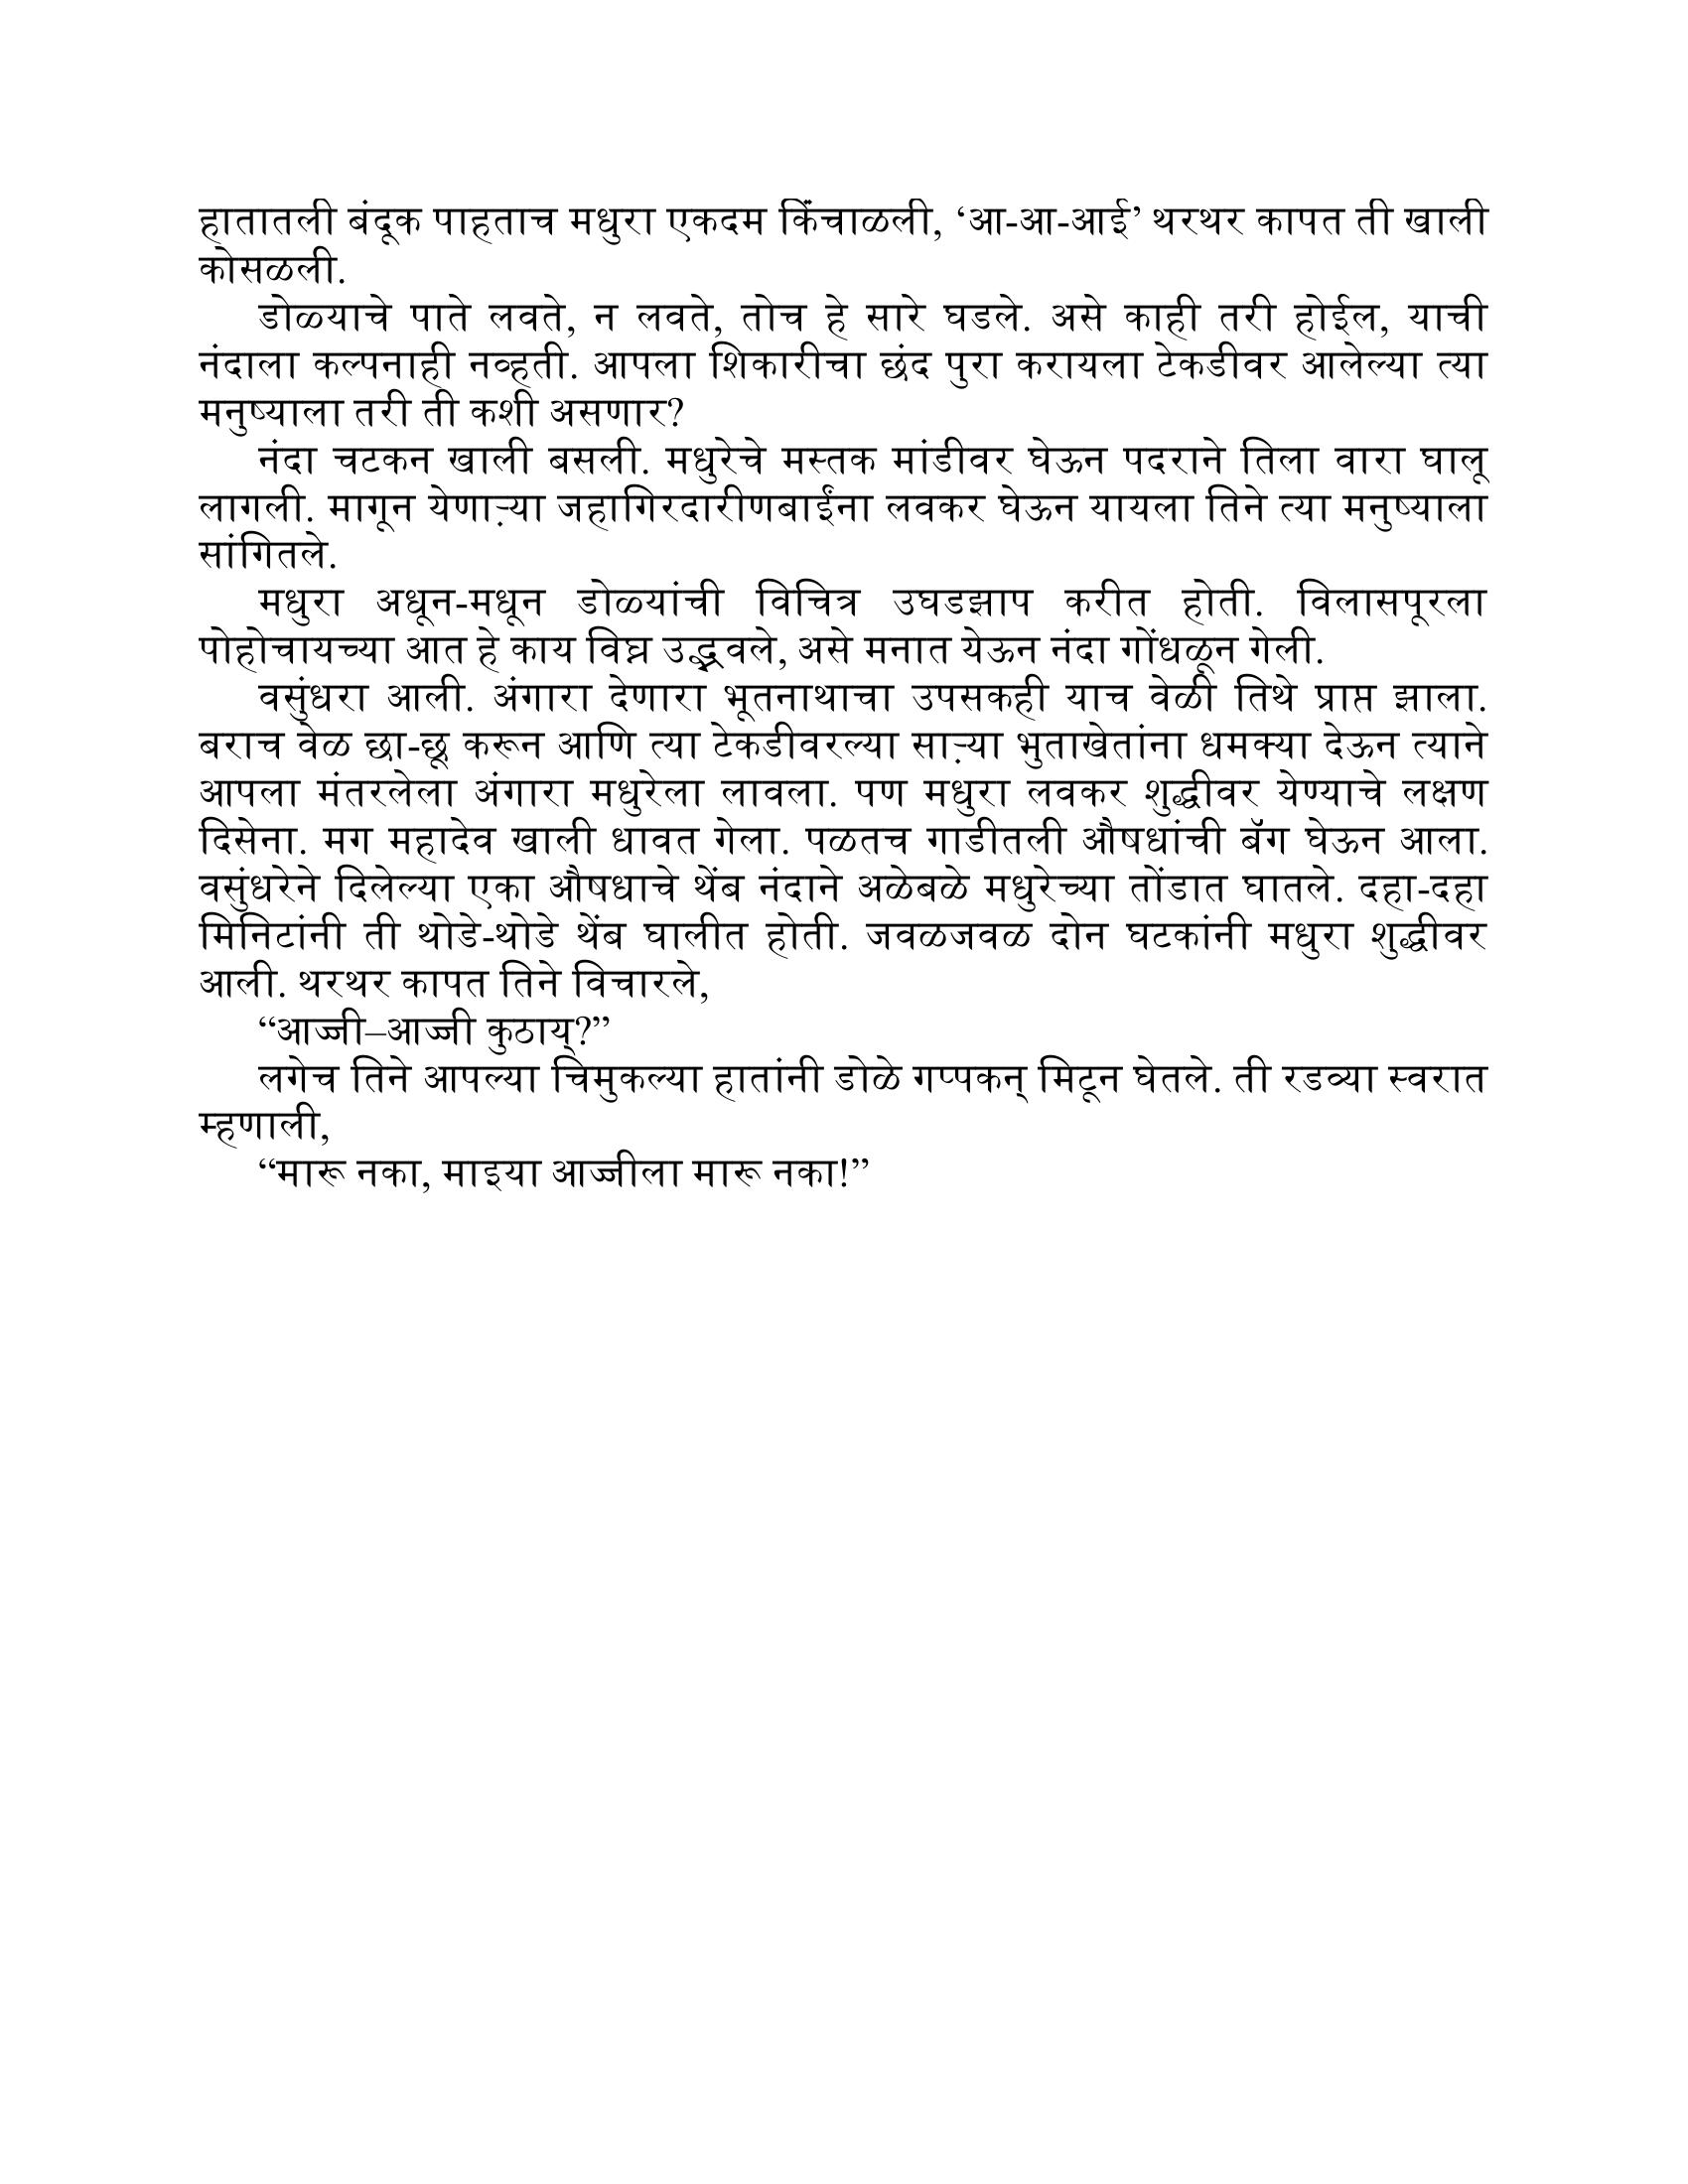 हातातली बंदूक पाहताच मधुरा एकदम किंचाळली, ‘आ-आ-आई’ थरथर कापत ती खाली
कोसळली.
डोळ्याचे पाते लवते, न लवते, तोच हे सारे घडले. असे काही तरी होईल, याची
नंदाला कल्पनाही नव्हती. आपला शिकारीचा छंद पुरा करायला टेकडीवर आलेल्या त्या
मनुष्याला तरी ती कशी असणार?
नंदा चटकन खाली बसली. मधुरेचे मस्तक मांडीवर घेऊन पदराने तिला वारा घालू
लागली. मागून येणाऱ्या जहागिरदारीणबाईंना लवकर घेऊन यायला तिने त्या मनुष्याला
सांगितले.
मधुरा अधून-मधून डोळ्यांची विचित्र उघडझाप करीत होती. विलासपूरला
पोहोचायच्या आत हे काय विघ्न उद्भवले, असे मनात येऊन नंदा गोंधळून गेली.
वसुंधरा आली. अंगारा देणारा भूतनाथाचा उपसकही याच वेळी तिथे प्राप्त झाला.
बराच वेळ छा-छू करून आणि त्या टेकडीवरल्या साऱ्या भुताखेतांना धमक्या देऊन त्याने
आपला मंतरलेला अंगारा मधुरेला लावला. पण मधुरा लवकर शुद्धीवर येण्याचे लक्षण
दिसेना. मग महादेव खाली धावत गेला. पळतच गाडीतली औषधांची बॅग घेऊन आला.
वसुंधरेने दिलेल्या एका औषधाचे थेंब नंदाने अळेबळे मधुरेच्या तोंडात घातले. दहा-दहा
मिनिटांनी ती थोडे-थोडे थेंब घालीत होती. जवळजवळ दोन घटकांनी मधुरा शुद्धीवर
आली. थरथर कापत तिने विचारले,
“आज्जी–आज्जी कुठाय्?”
लगेच तिने आपल्या चिमुकल्या हातांनी डोळे गप्पकन् मिटून घेतले. ती रडव्या स्वरात
म्हणाली,
“मारू नका, माझ्या आज्जीला मारू नका!”